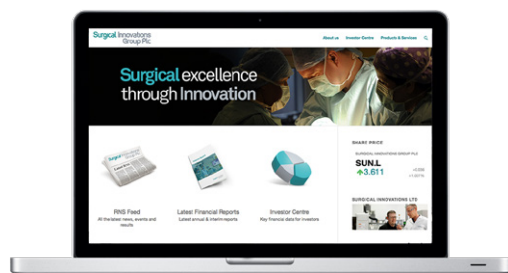 Surgical Innovations
Group Plc
About us Investor Centre Products & Services
Surgical excellence
through Innovation
RNS Feed
All the latest news, events and
results
Latest Financial Reports
Latest annual & interim reports
Investor Centre
Key financial data for investors
SHARE PRICE
SURGICAL INNOVATIONS GROUP PLC
SUN.L
3.611
SURGICAL INNOVATIONS LTD